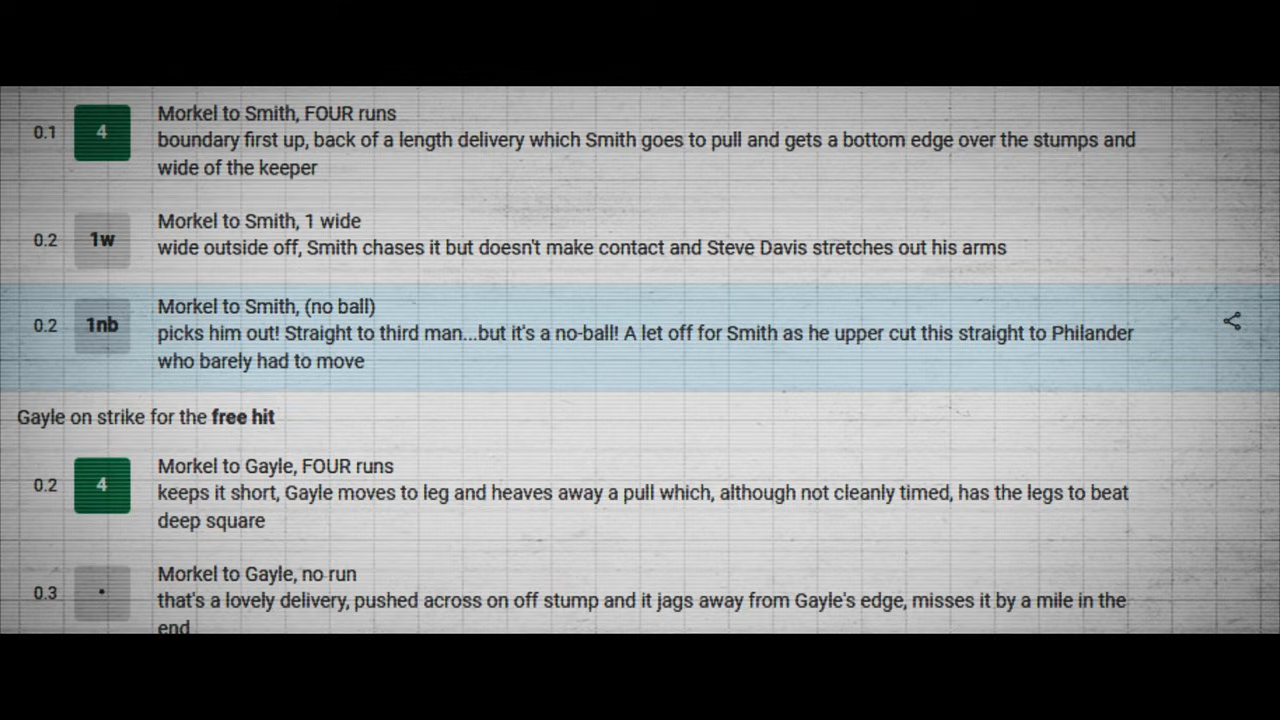 Morkel to Smith, FOUR runs
0.1 4 boundary first up, back of a length delivery which Smith goes to pull and gets a bottom edge over the stumps and
wide of the keeper
Morkel to Smith, 1 wide
0.2 1w wide outside off, Smith chases it but doesn't make contact and Steve Davis stretches out his arms
Morkel to Smith, (no ball)
0.2 1nb picks him out! Straight to third man...but it's a no-ball! A let off for Smith as he upper cut this straight to Philander
who barely had to move
Gayle on strike for the free hit
Morkel to Gayle, FOUR runs
0.2 4 keeps it short, Gayle moves to leg and heaves away a pull which, although not cleanly timed, has the legs to beat
deep square
Morkel to Gayle, no run
0.3 • that's a lovely delivery, pushed across on off stump and it jags away from Gayle's edge, misses it by a mile in the
end